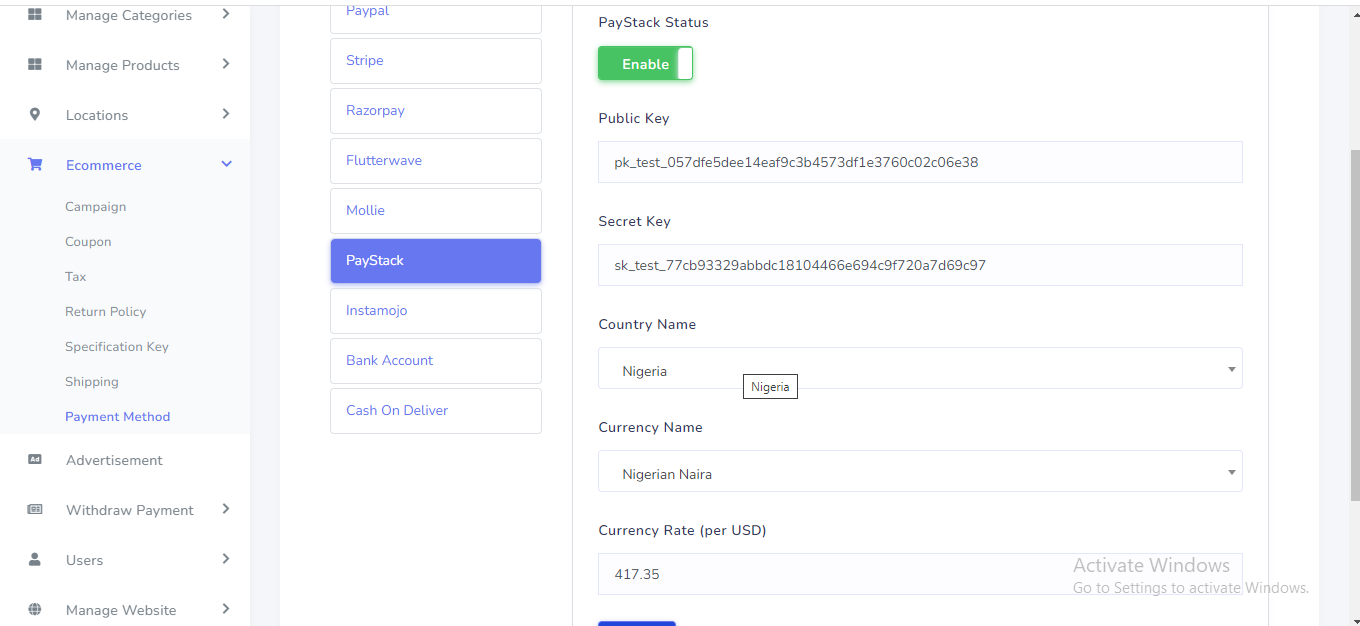 Manage Categories
Manage Products
Locations
Ecommerce
Campaign
Coupon
Tax
Return Policy
Specification Key
Shipping
Payment Method
Ad
Advertisement
Withdraw Payment
Users
Manage Website
Paypal
Stripe
Razorpay
Flutterwave
Mollie
PayStack
Instamojo
Bank Account
Cash On Deliver
PayStack Status
Enable
Public Key
pk_test_057dfe5dee14eaf9c3b4573df1e3760c02c06e38
Secret Key
sk_test_77cb93329abbdc18104466e694c9f720a7d69c97
Country Name
Nigeria
Nigeria
Currency Name
Nigerian Naira
Currency Rate (per USD)
417.35
Activate Windows
Go to Settings to activate Windows.